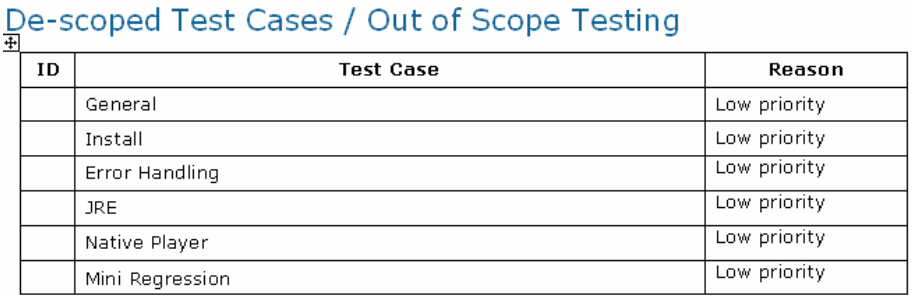 De-scoped Test Cases / Out of Scope Testing
ID Test Case Reason
General Low priority
Install Low priority
Error Handling Low priority
JRE Low priority
Native Player Low priority
Mini Regression Low priority